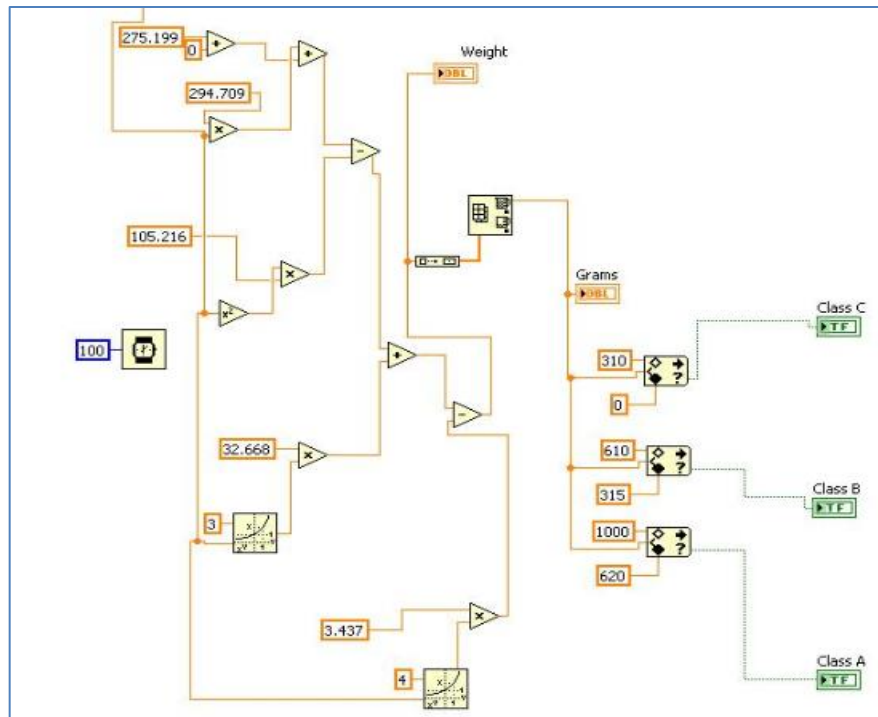 275.199
0
294.709
Weight
DBL
105.216
Grams
DBL
Class C
TF
100
310
0
32.668
610
315
Class B
TF
3
1000
620
3.437
4
Class A
TF